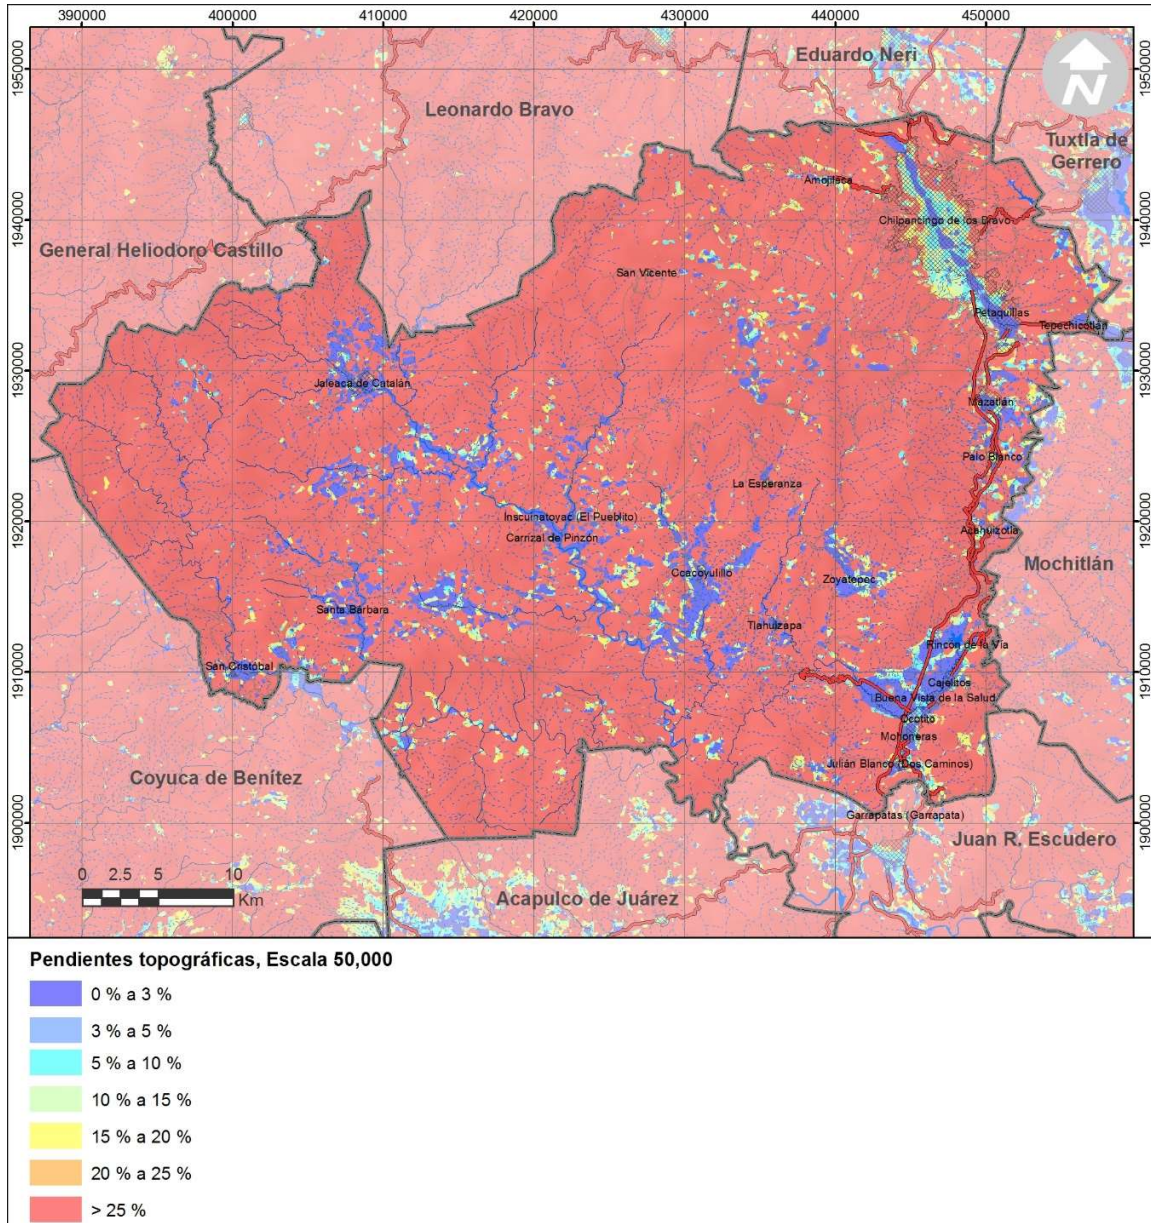 390000 400000 410000 420000 430000 440000 450000
1950000 1950000
Eduardo Neri
N
Leonardo Bravo
Tuxtla de
Gerrero
Amojileca
1940000 1940000
Chilpancingo de los Bravo
General Heliodoro Castillo
San Vicente
Petaquillas
Tepechicotlán
1930000 1930000
Jaleaca de Catalán
Mazatlán
Palo Blanco
La Esperanza
1920000 1920000
Inscuinatoyac (El Pueblito)
Acahuizotla
Carrizal de Pinzón
Mochitlán
Coacoyulillo
Zoyatepec
Santa Bárbara
Tlahuizapa
Rincón de la Vía
1910000 1910000
San Cristóbal
Cajelitos
Buena Vista de la Salud
Ocotito
Mohoneras
Julián Blanco (Dos Caminos)
Coyuca de Benítez
1900000 1900000
Garrapatas (Garrapata)
Juan R. Escudero
0 2.5 5 10
Km
Acapulco de Juárez
Pendientes topográficas, Escala 50,000
0 % a 3 %
3 % a 5 %
5 % a 10 %
10 % a 15 %
15 % a 20 %
20 % a 25 %
> 25 %